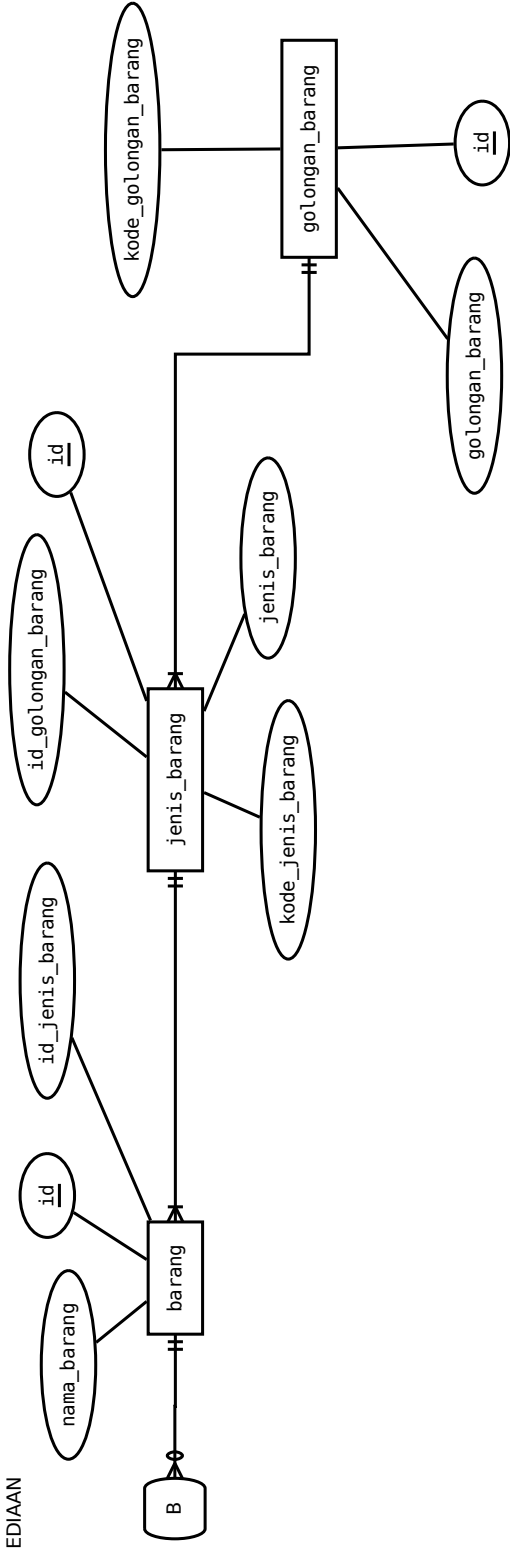 EDIAAN
B
barang
nama_barang
id
id_jenis_barang
jenis_barang
id_golongan_barang
id
kode_jenis_barang
jenis_barang
golongan_barang
kode_golongan_barang
golongan_barang
id